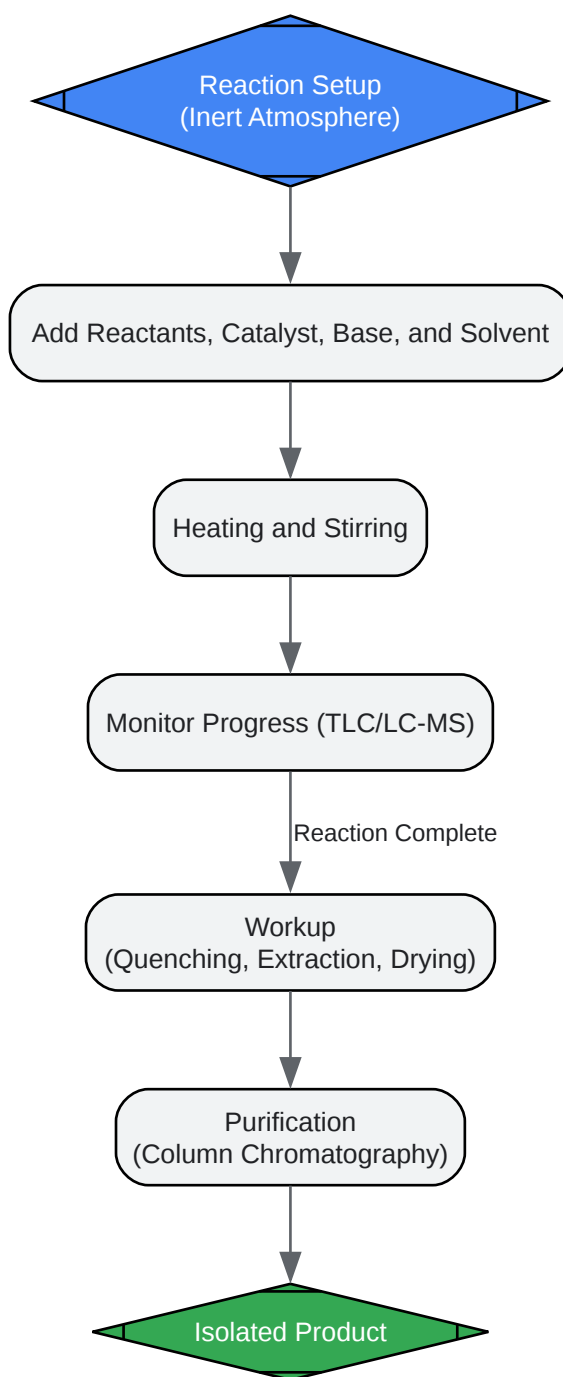 Reaction Setup
(Inert Atmosphere)
Add Reactants, Catalyst, Base, and Solvent
Heating and Stirring
Monitor Progress (TLC/LC-MS)
Reaction Complete
Workup
(Quenching, Extraction, Drying)
Purification
(Column Chromatography)
Isolated Product